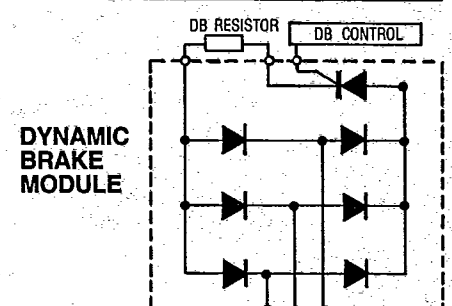 DB RESISTOR
DB CONTROL
DYNAMIC
BRAKE
MODULE